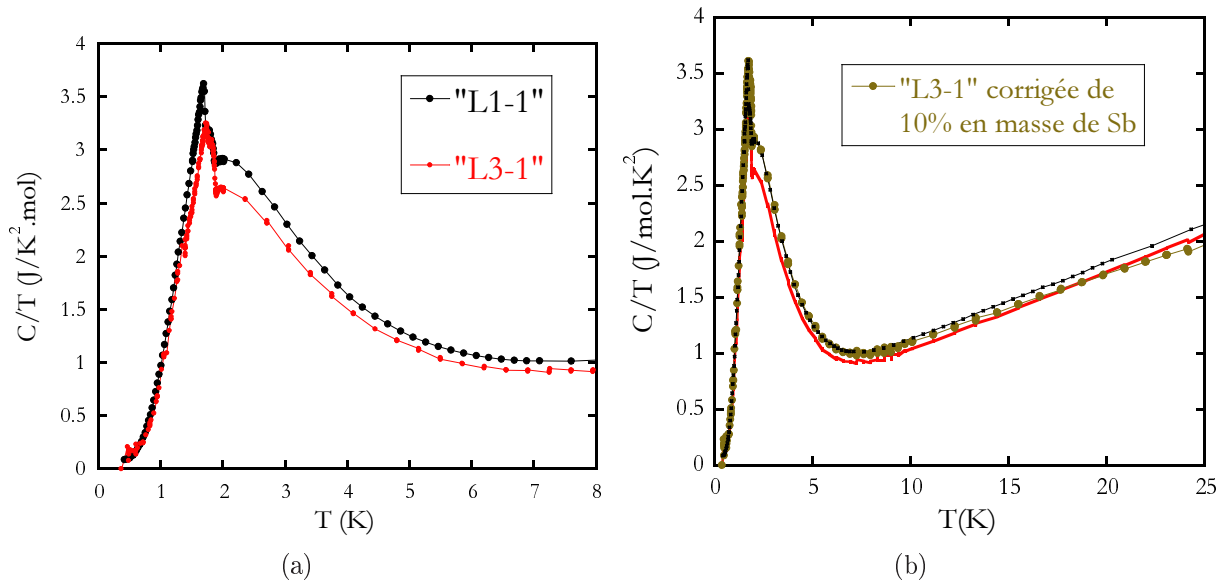 4
3.5
3
2.5
2
1.5
1
0.5
0
C/T (J/K².mol)
"L1-1"
"L3-1"
0 1 2 3 4 5 6 7 8
T (K)
(a)
4
3.5
3
2.5
2
1.5
1
0.5
0
C/T (J/mol.K²)
"L3-1" corrigée de
10% en masse de Sb
0 5 10 15 20 25
T(K)
(b)